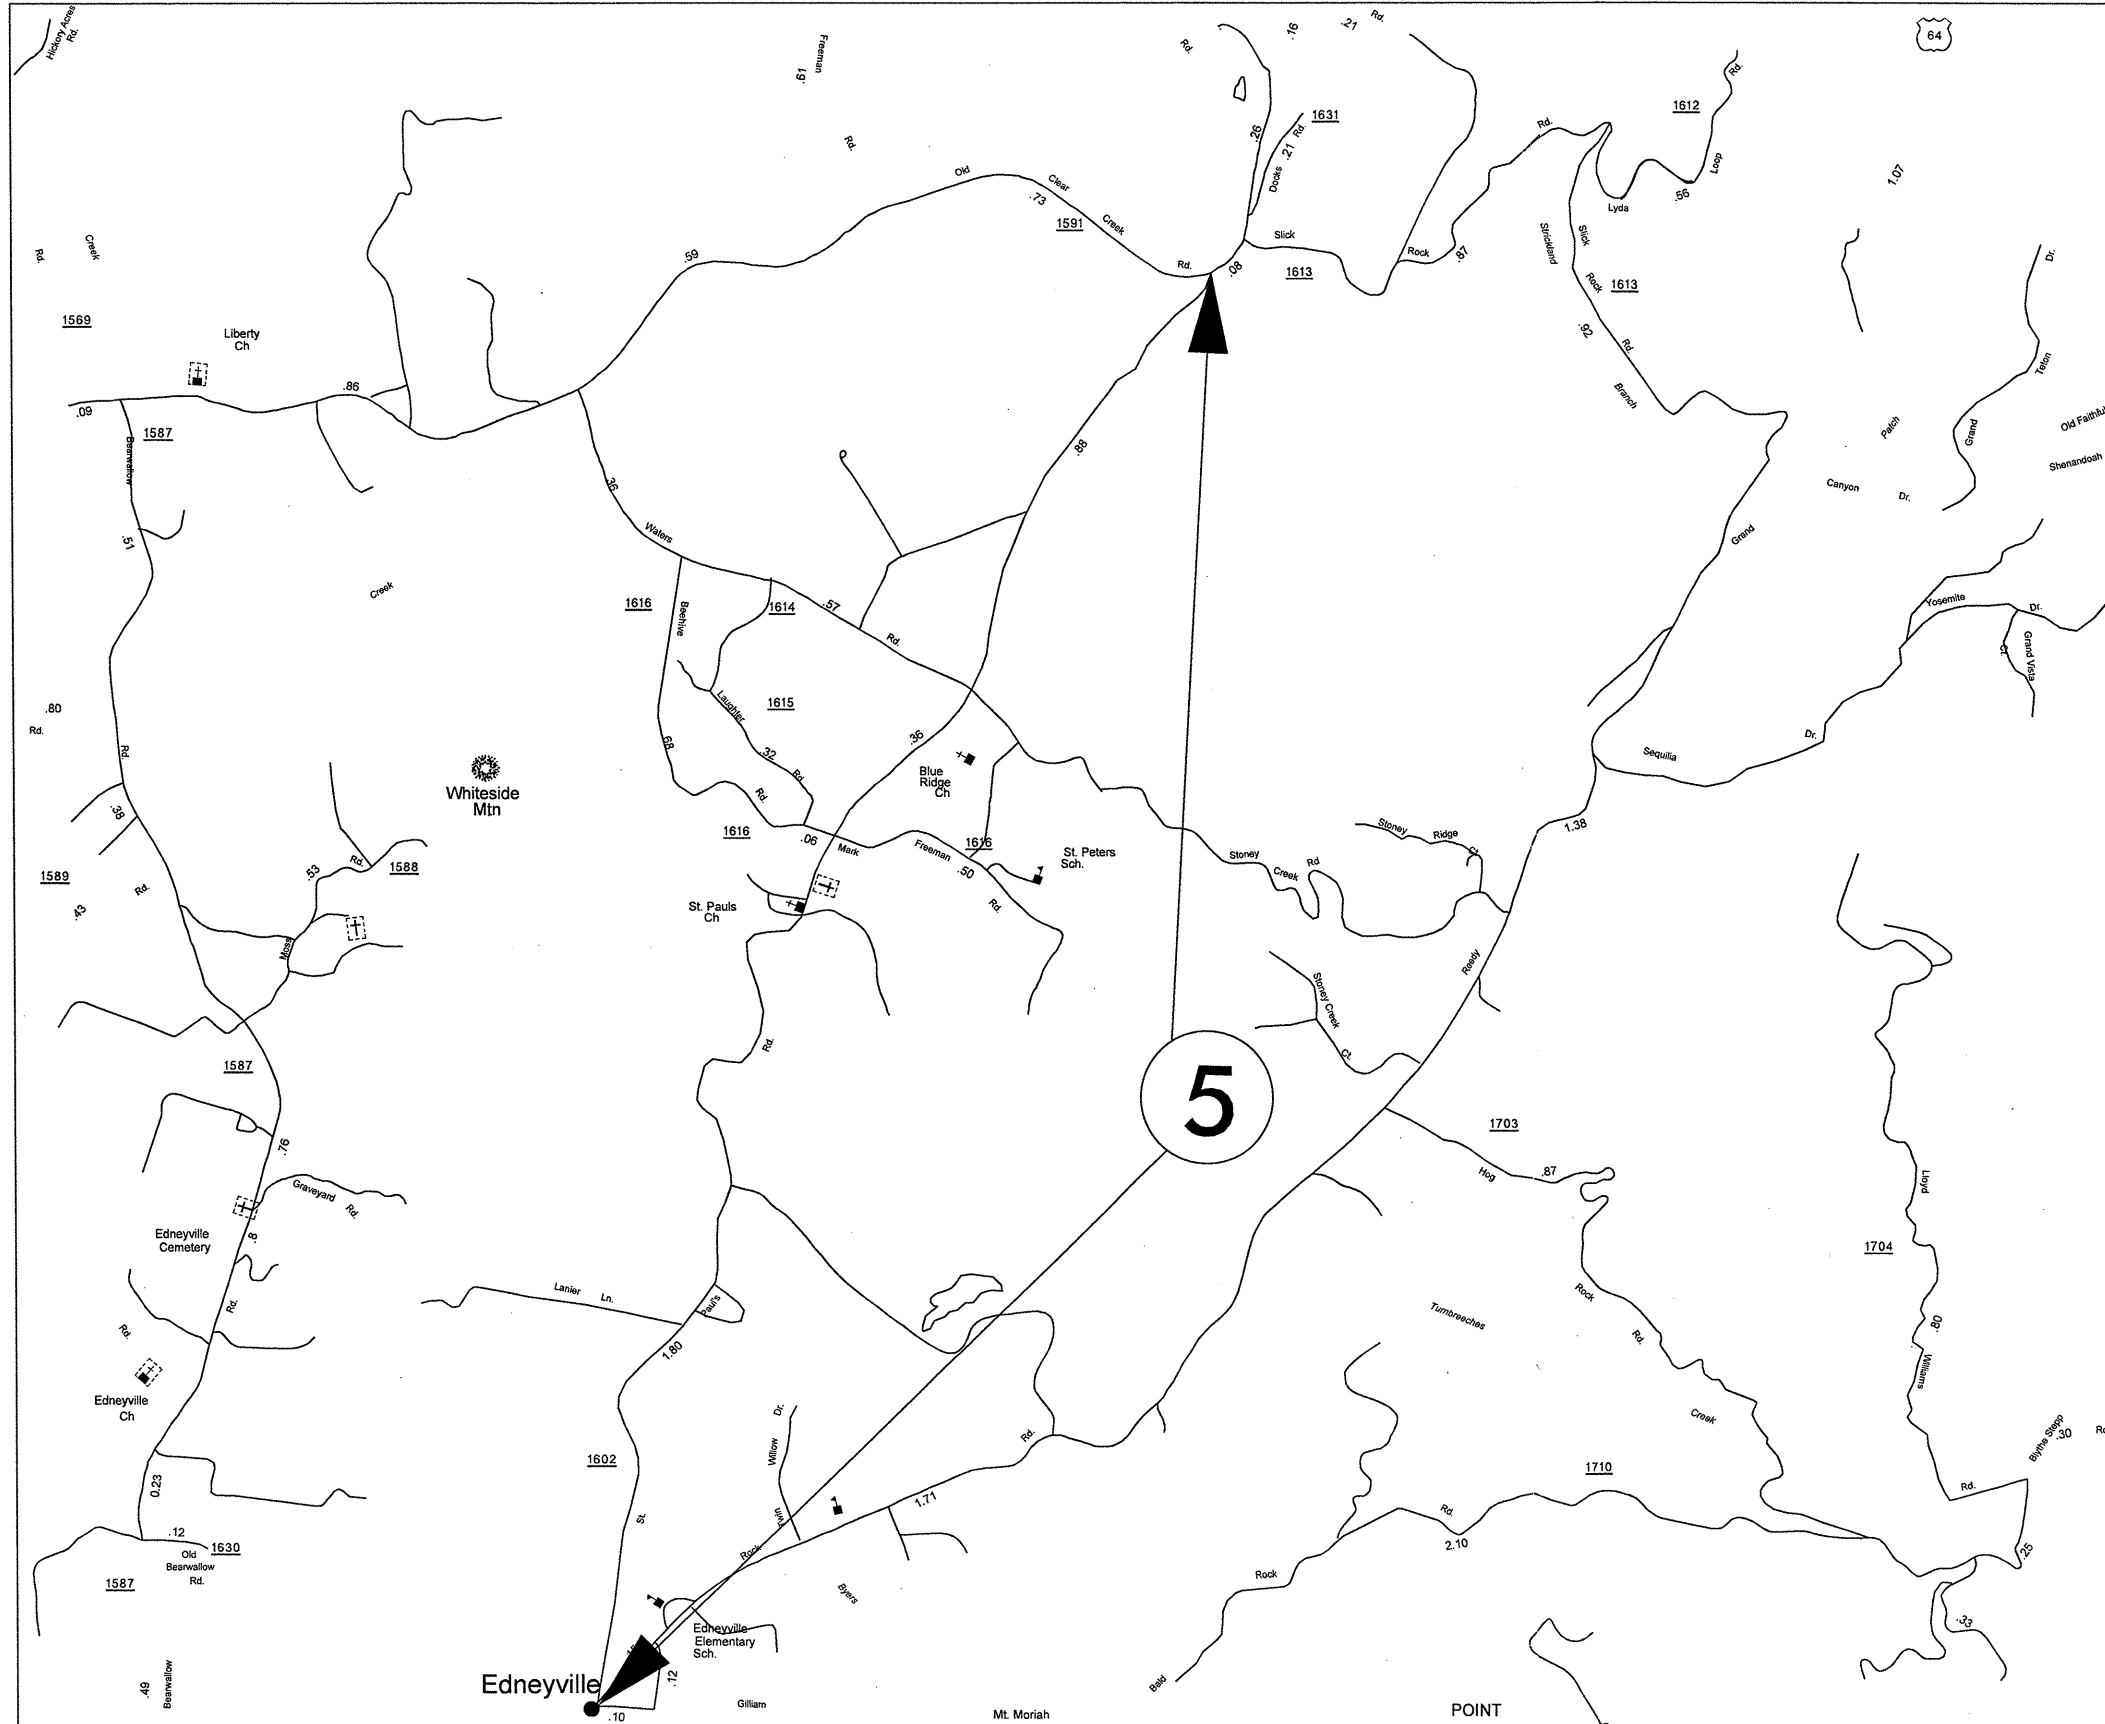 Hickory Acres
Rd.
.61
Freeman
Rd.
Rd.
.16
.21
Rd.
64
.26
Docks .21 Rd.
1631
Rd.
1612
Rd.
Loop
.56
Lyda
1.07
Rd.
Creek
1569
Liberty
Ch
.09
.86
1587
Bearwallow
.51
.59
Old
Clear
.73
1591
Creek
Rd.
.08
Slick
1613
Rock
.87
Strickland
Slick
Rock
1613
.92
Rd.
Branch
Dr.
Teton
Grand
Patch
Old Faithful
Shenandoah
Canyon
Dr.
.88
.36
Waters
Creek
1616
Beehive
1614
.57
Rd.
Grand
Yosemite
Dr.
Grand Vista
Ct.
.80
Rd.
Rd.
Whiteside
Mtn
.68
1615
Laughter
.32
Rd.
Rd.
.36
Blue
Ridge
Ch
Sequilia
Dr.
1.38
.38
1616
.06
Mark
Freeman
.50
1616
Rd.
St. Peters
Sch.
Stoney
Creek
Rd
Stoney
Ridge
Ct.
1589
.43
Rd.
.53
Rd.
1588
Moss
St. Pauls
Ch
Reedy
Stoney Creek
Ct.
Rd.
5
1587
.76
Graveyard
Rd.
Edneyville
Cemetery
.8
Rd.
1703
Hog
.87
Rock
Rd.
Lloyd
1704
.80
Williams
Lanier
Ln.
Paul's
1.80
Turnbreeches
Creek
Rd.
Edneyville
Ch
0.23
1602
St.
Willow
Dr.
Twin
Rd.
1.71
Rock
1710
Rd.
2.10
Rock
Bald
Blythe Stepp
.30
Rd.
.25
.33
.12
Old
Bearwallow
Rd.
1630
1587
Byers
Edneyville
Elementary
Sch.
.12
Edneyville
.10
.49
Bearwallow
Gilliam
Mt. Moriah
POINT